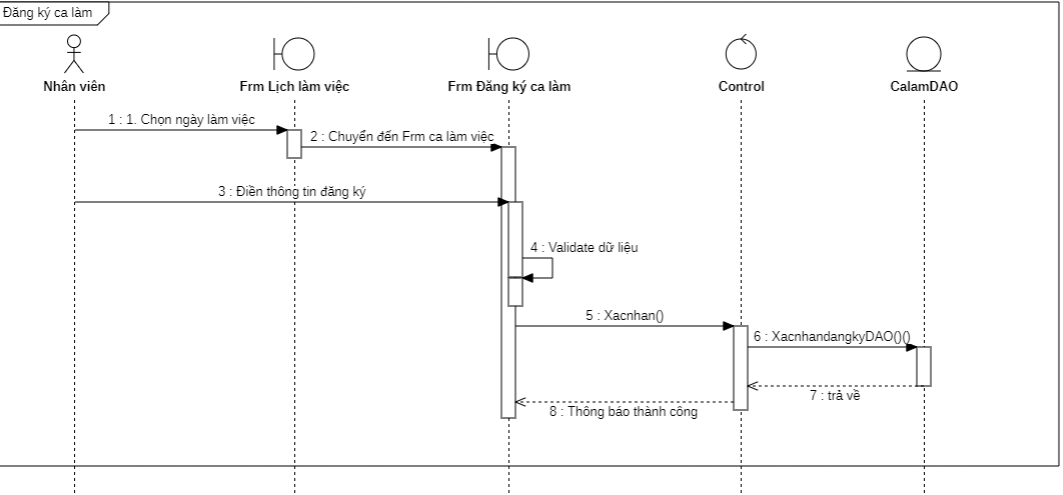 Đăng ký ca làm
Nhân viên
Frm Lịch làm việc
Frm Đăng ký ca làm
Control
CalamDAO
1 : 1. Chọn ngày làm việc
2 : Chuyển đến Frm ca làm việc
3 : Điền thông tin đăng ký
4 : Validate dữ liệu
5 : Xacnhan()
6 : XacnhandangkyDAO()()
7 : trả về
8 : Thông báo thành công